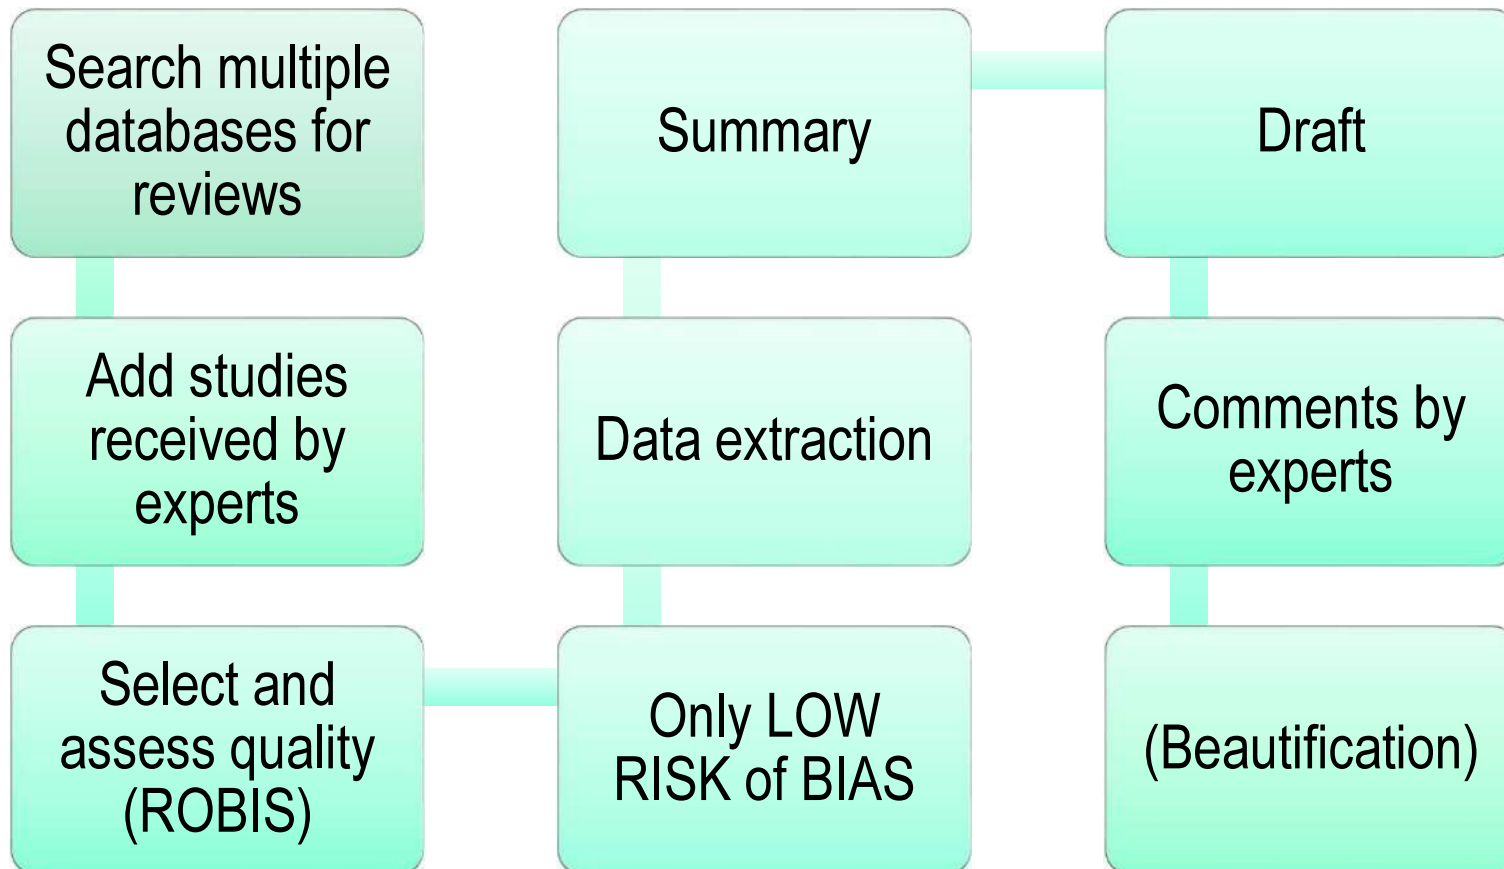 Search multiple
databases for
reviews
Add studies
received by
experts
Select and
assess quality
(ROBIS)
Only LOW
RISK of BIAS
Data extraction
Summary
Draft
Comments by
experts
(Beautification)